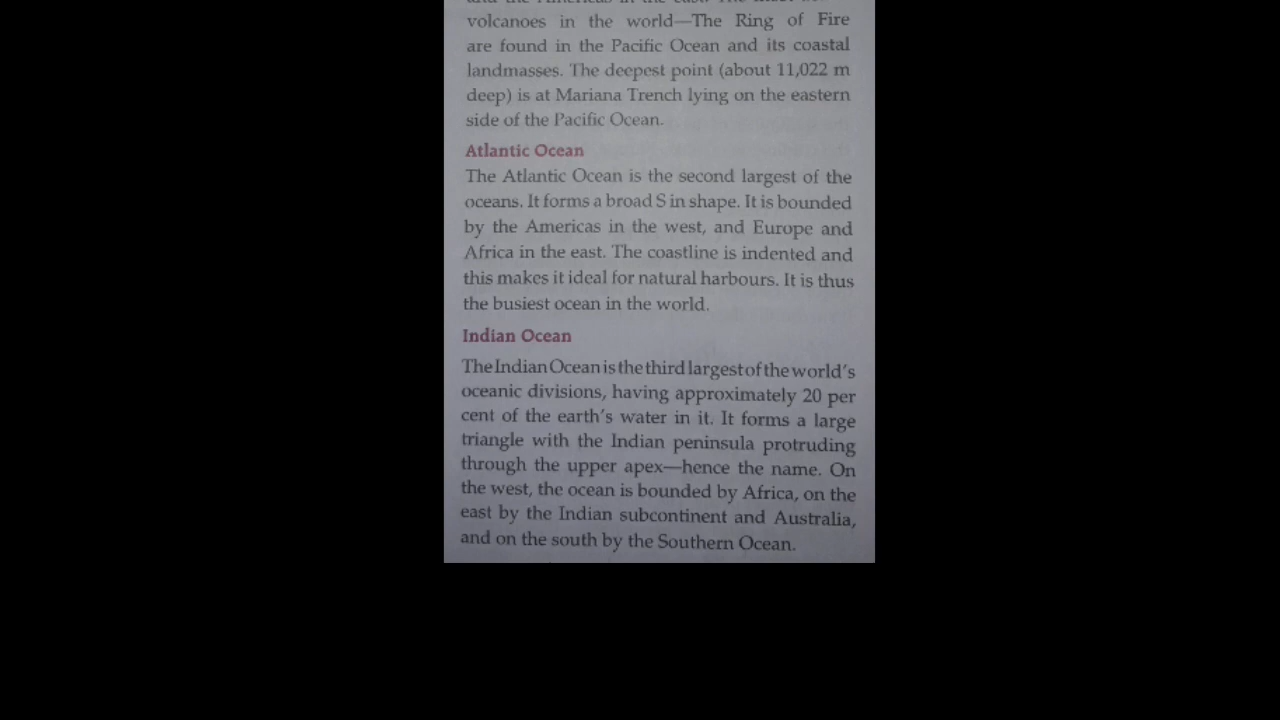 volcanoes in the world—The Ring of Fire
are found in the Pacific Ocean and its coastal
landmasses. The deepest point (about 11,022 m
deep) is at Mariana Trench lying on the eastern
side of the Pacific Ocean.
Atlantic Ocean
The Atlantic Ocean is the second largest of the
oceans. It forms a broad S in shape. It is bounded
by the Americas in the west, and Europe and
Africa in the east. The coastline is indented and
this makes it ideal for natural harbours. It is thus
the busiest ocean in the world.
Indian Ocean
The Indian Ocean is the third largest of the world's
oceanic divisions, having approximately 20 per
cent of the earth's water in it. It forms a large
triangle with the Indian peninsula protruding
through the upper apex—hence the name. On
the west, the ocean is bounded by Africa, on the
east by the Indian subcontinent and Australia,
and on the south by the Southern Ocean.